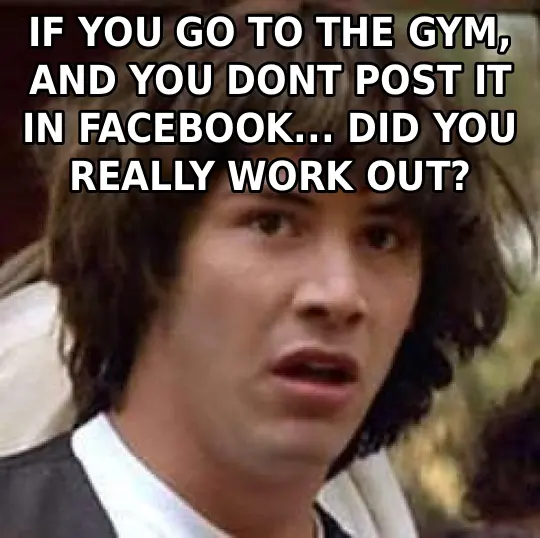 IF YOU GO TO THE GYM,
AND YOU DONT POST IT
IN FACEBOOK... DID YOU
REALLY WORK OUT?